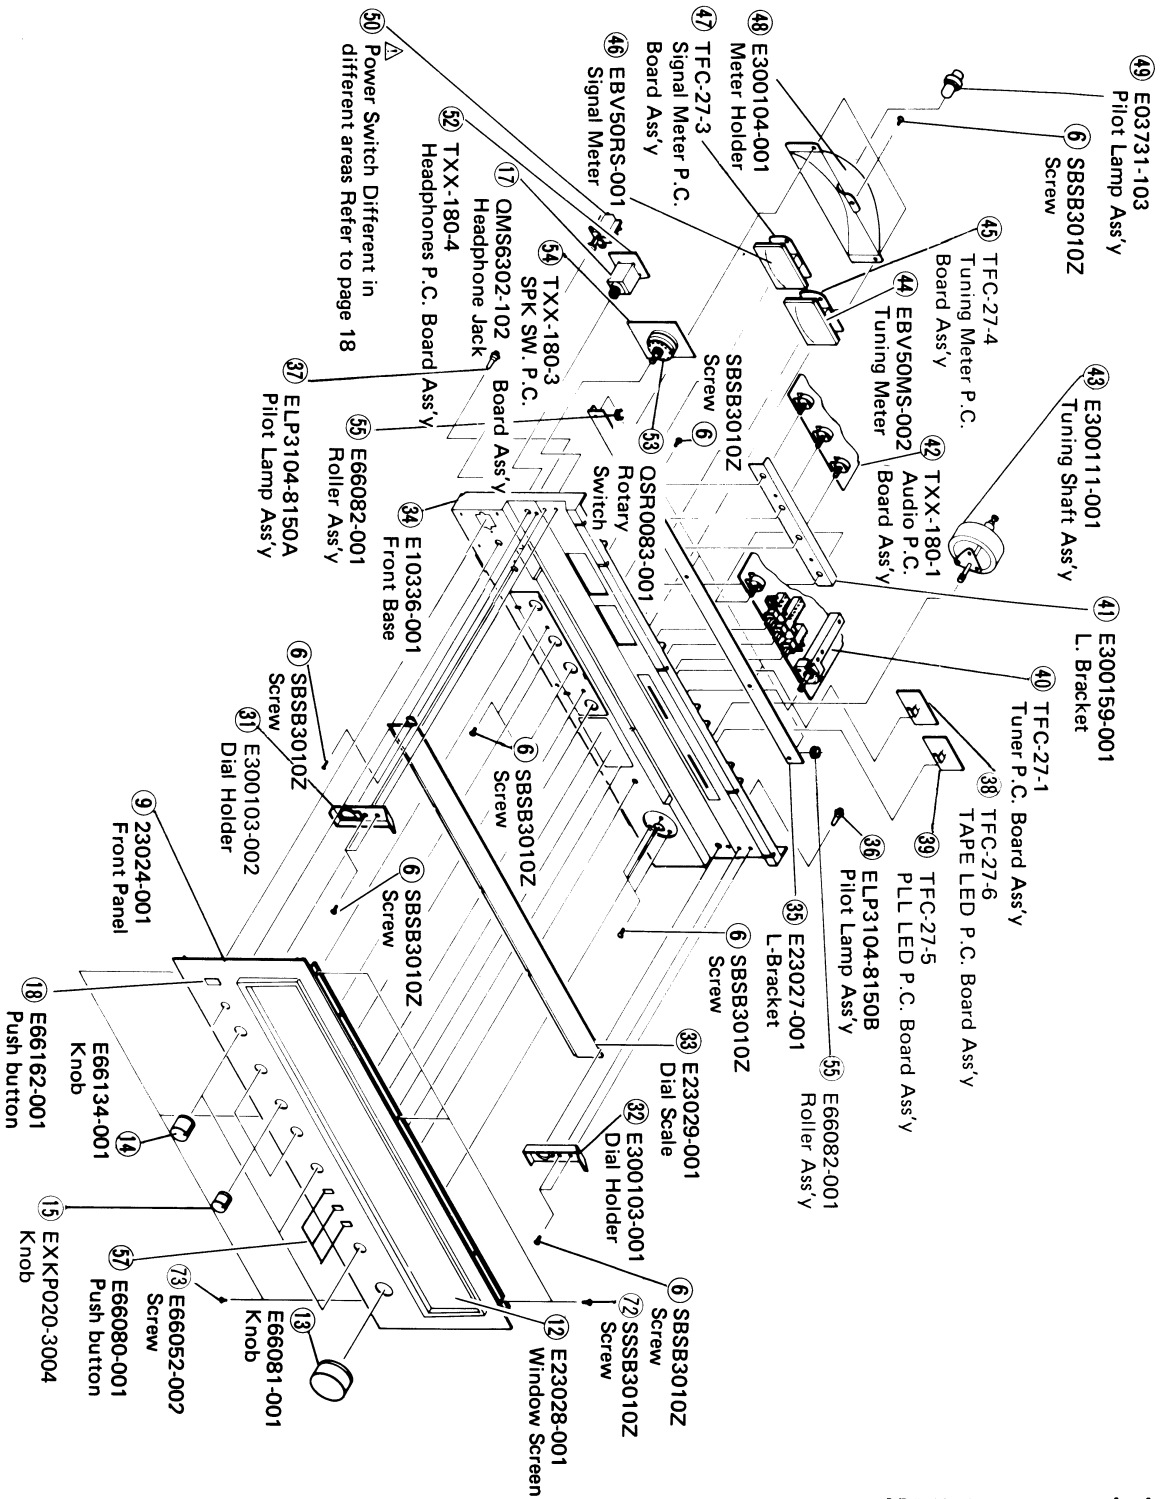 49 E03731-103
Pilot Lamp Ass'y
6 SBSB3010Z
Screw
48 E300104-001
Meter Holder
47 TFC-27-3
Signal Meter P.C.
Board Ass'y
46 EBV50RS-001
Signal Meter
50 ⚠ Power Switch Different in
different areas Refer to page 18
52 TXX-180-4
Headphones P.C. Board Ass'y
17 QMS6302-102
Headphone Jack
54 TXX-180-3
SPK SW. P.C.
Board Ass'y
45 TFC-27-4
Tuning Meter P.C.
Board Ass'y
44 EBV50MS-002
Tuning Meter
43 E300111-001
Tuning Shaft Ass'y
42 TXX-180-1
Audio P.C.
Board Ass'y
6 SBSB3010Z
Screw
53 QSR0083-001
Rotary
Switch
55 E66082-001
Roller Ass'y
37 ELP3104-8150A
Pilot Lamp Ass'y
41 E300159-001
L. Bracket
40 TFC-27-1
Tuner P.C. Board Ass'y
38 TFC-27-6
TAPE LED P.C. Board Ass'y
39 TFC-27-5
PLL LED P.C. Board Ass'y
36 ELP3104-8150B
Pilot Lamp Ass'y
35 E23027-001
L-Bracket
55 E66082-001
Roller Ass'y
34 E10336-001
Front Base
6 SBSB3010Z
Screw
31 E300103-002
Dial Holder
6 SBSB3010Z
Screw
6 SBSB3010Z
Screw
6 SBSB3010Z
Screw
33 E23029-001
Dial Scale
32 E300103-001
Dial Holder
6 SBSB3010Z
Screw
72 SSSB3010Z
Screw
12 E23028-001
Window Screen
9 23024-001
Front Panel
18 E66162-001
Push button
14 E66134-001
Knob
15 EXKP020-3004
Knob
57 E66080-001
Push button
73 E66052-002
Screw
13 E66081-001
Knob